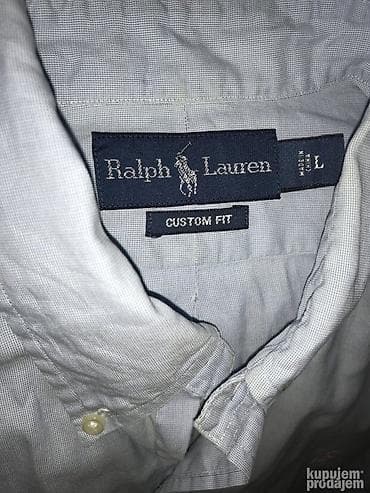 Ralph Lauren
L
CUSTOM FIT
kupujem
prodajem